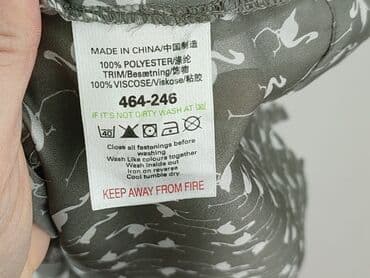 MADE IN CHINA/中国制造
100% POLYESTER/涤纶
TRIM/Besætning/饰物
100% VISCOSE/Viskose/粘胶
464-246
IF IT'S NOT DIRTY WASH AT 30
40
Close all fastenings before
washing
Wash Like colours together
Wash inside out
Iron on reverse
Cool tumble dry
KEEP AWAY FROM FIRE